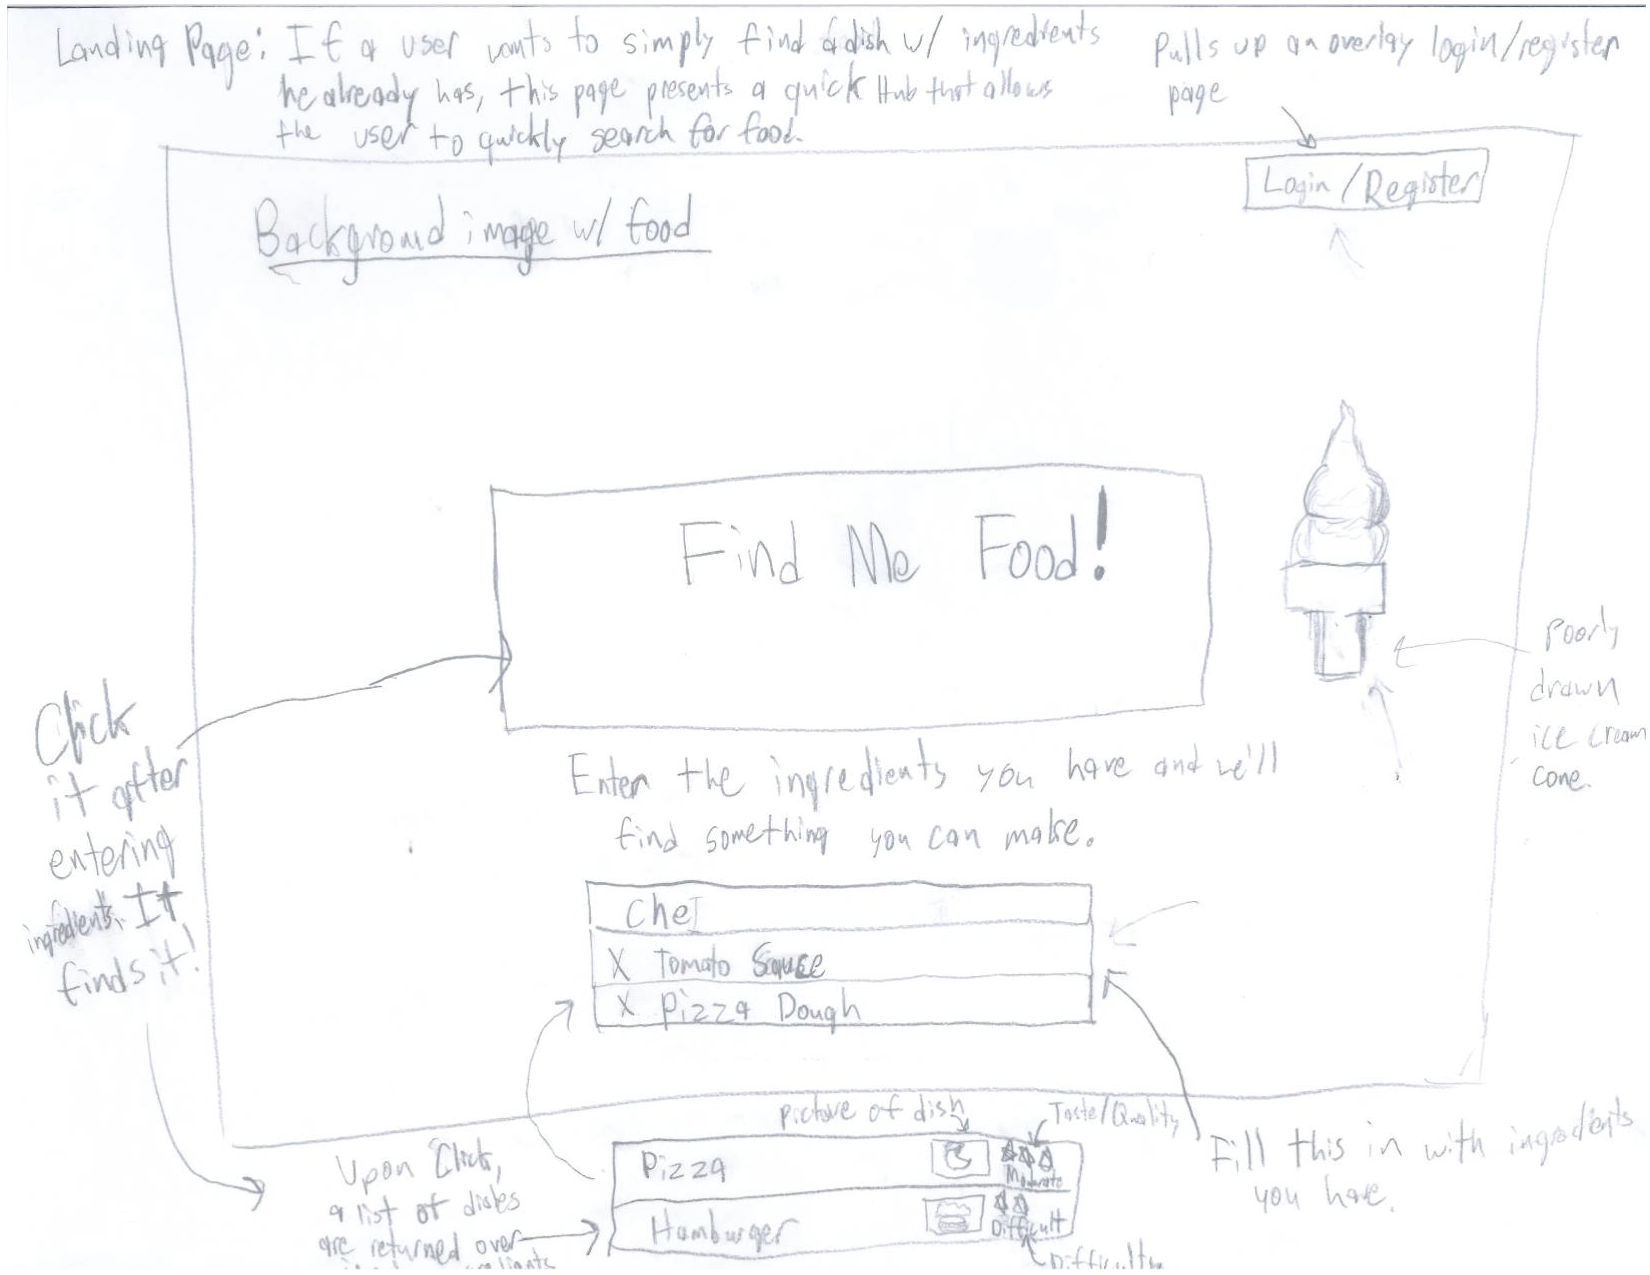 Landing Page: If a user wants to simply find a dish w/ ingredients
he already has, this page presents a quick Hub that allows
the user to quickly search for food.
Pulls up an overlay login/register
page
Login/Register
Background image w/ food
Find Me Food!
Poorly
drawn
ice cream
cone.
Click
it after
entering
ingredients. It
finds it!
Enter the ingredients you have and we'll
find something you can make.
Che
X Tomato Sauce
X Pizza Dough
Fill this in with ingredients
you have.
picture of dish
Taste/Quality
Pizza
Moderate
Hamburger
Difficult
Upon Click,
a list of dishes
are returned over